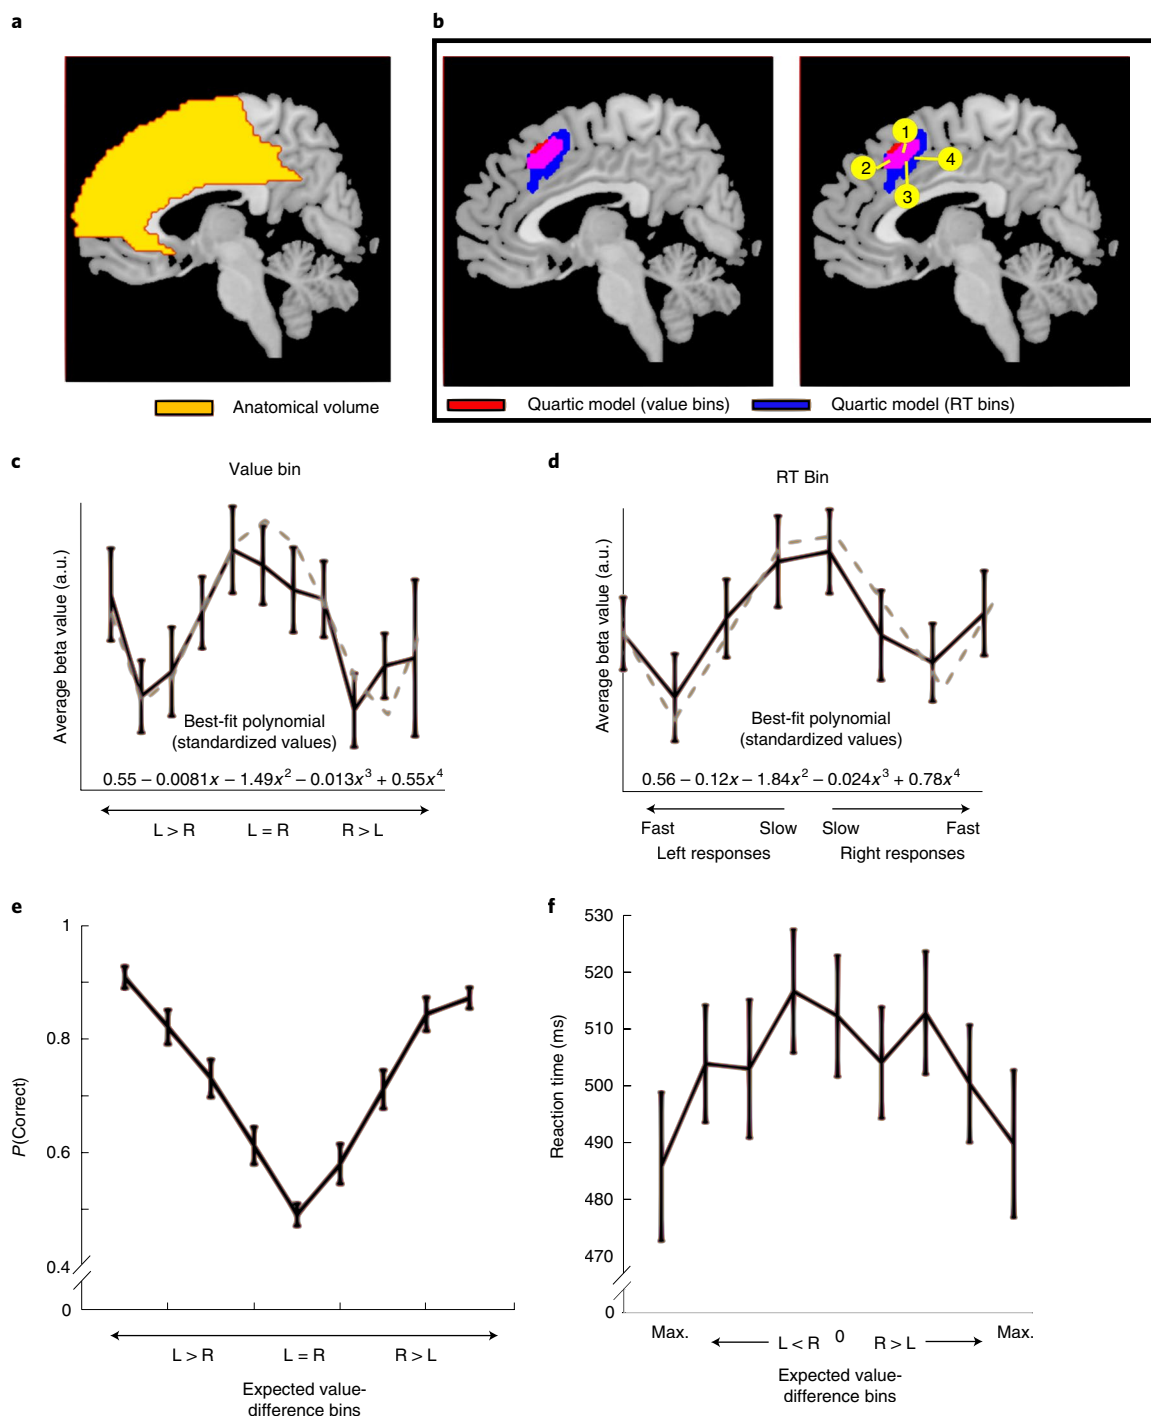 a
b
1
2
4
3
Anatomical volume
Quartic model (value bins)
Quartic model (RT bins)
c
Value bin
Average beta value (a.u.)
Best-fit polynomial
(standardized values)
0.55 – 0.0081x – 1.49x² – 0.013x³ + 0.55x⁴
L > R
L = R
R > L
d
RT Bin
Average beta value (a.u.)
Best-fit polynomial
(standardized values)
0.56 – 0.12x – 1.84x² – 0.024x³ + 0.78x⁴
Fast
Slow
Slow
Fast
Left responses
Right responses
e
P(Correct)
1
0.8
0.6
0.4
0
L > R
L = R
R > L
Expected value-
difference bins
f
Reaction time (ms)
530
520
510
500
490
480
470
0
Max.
L < R
0
R > L
Max.
Expected value-
difference bins